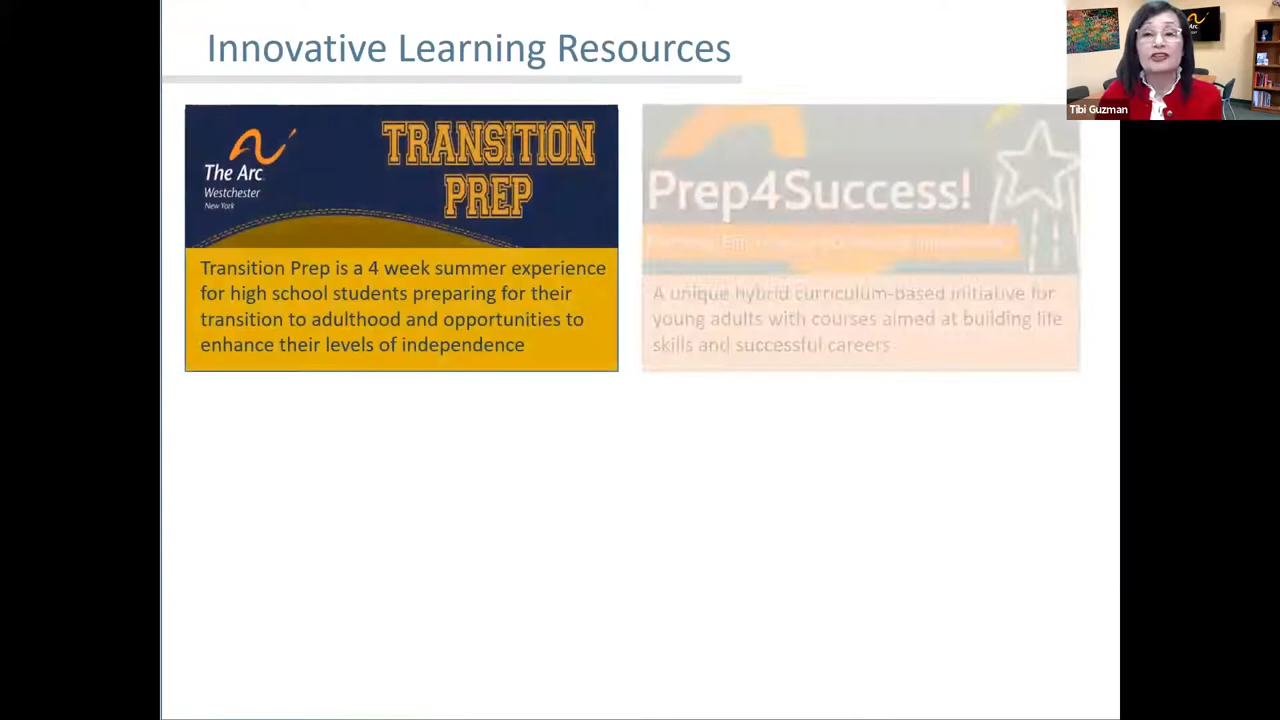 Innovative Learning Resources
The Arc
Westchester
New York
TRANSITION
PREP
Transition Prep is a 4 week summer experience
for high school students preparing for their
transition to adulthood and opportunities to
enhance their levels of independence
Prep4Success!
A unique hybrid curriculum-based initiative for
young adults with courses aimed at building life
skills and successful careers
Tibi Guzman